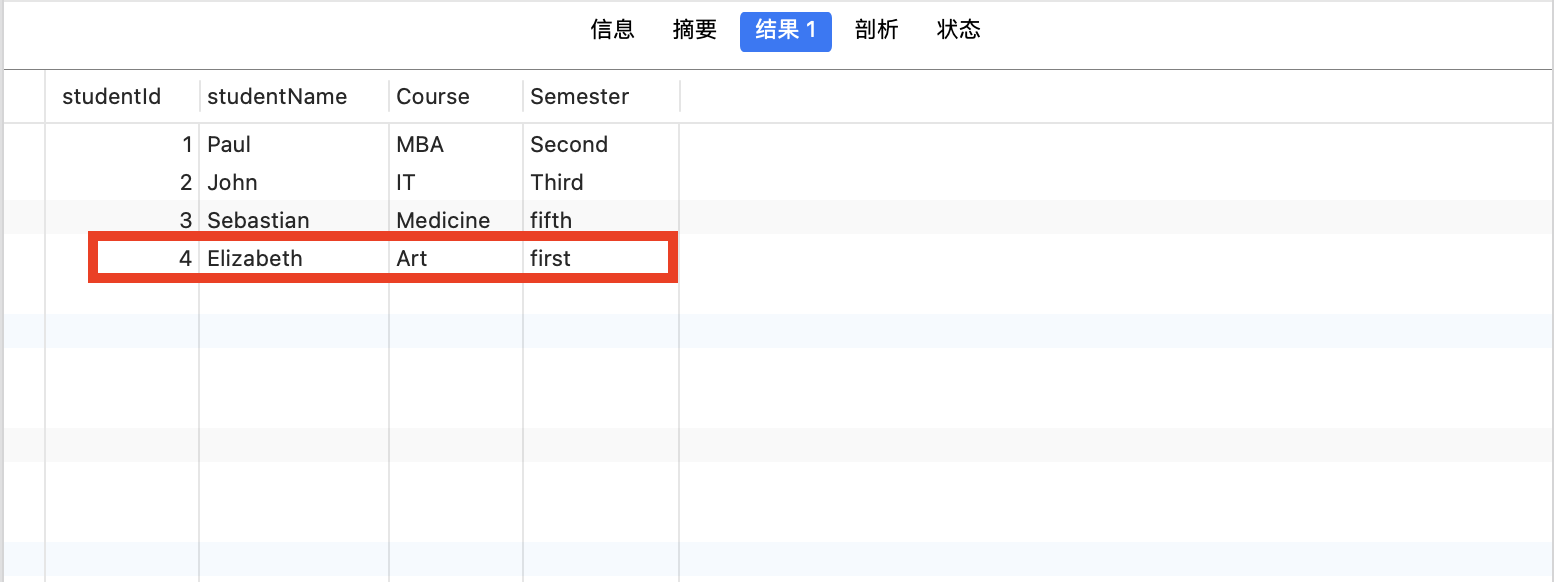 信息 摘要 结果 1 剖析 状态
studentId studentName Course Semester
1 Paul MBA Second
2 John IT Third
3 Sebastian Medicine fifth
4 Elizabeth Art first